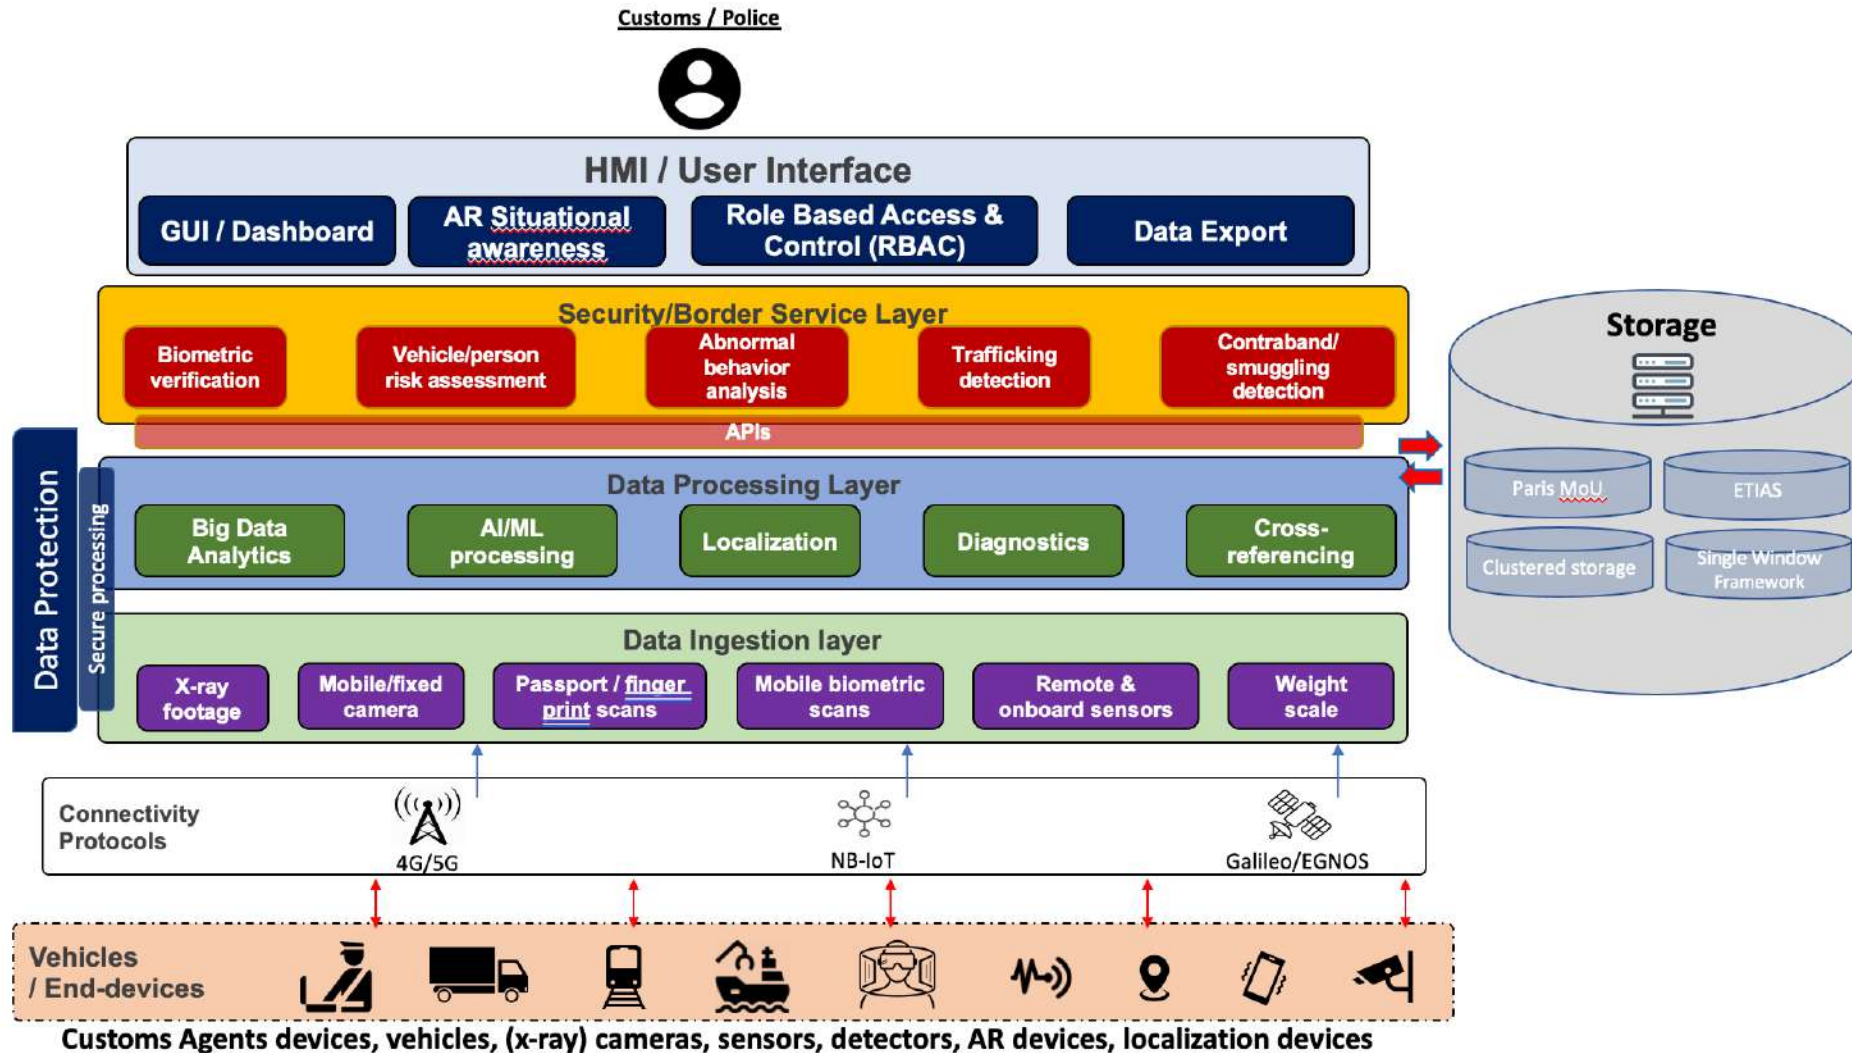 Customs / Police
HMI / User Interface
GUI / Dashboard
AR Situational
awareness
Role Based Access &
Control (RBAC)
Data Export
Security/Border Service Layer
Biometric
verification
Vehicle/person
risk assessment
Abnormal
behavior
analysis
Trafficking
detection
Contraband/
smuggling
detection
APIs
Data Protection
Secure processing
Data Processing Layer
Big Data
Analytics
AI/ML
processing
Localization
Diagnostics
Cross-
referencing
Data Ingestion layer
X-ray
footage
Mobile/fixed
camera
Passport / finger
print scans
Mobile biometric
scans
Remote &
onboard sensors
Weight
scale
Storage
Paris MoU
ETIAS
Clustered storage
Single Window
Framework
Connectivity
Protocols
4G/5G
NB-IoT
Galileo/EGNOS
Vehicles
/ End-devices
Customs Agents devices, vehicles, (x-ray) cameras, sensors, detectors, AR devices, localization devices